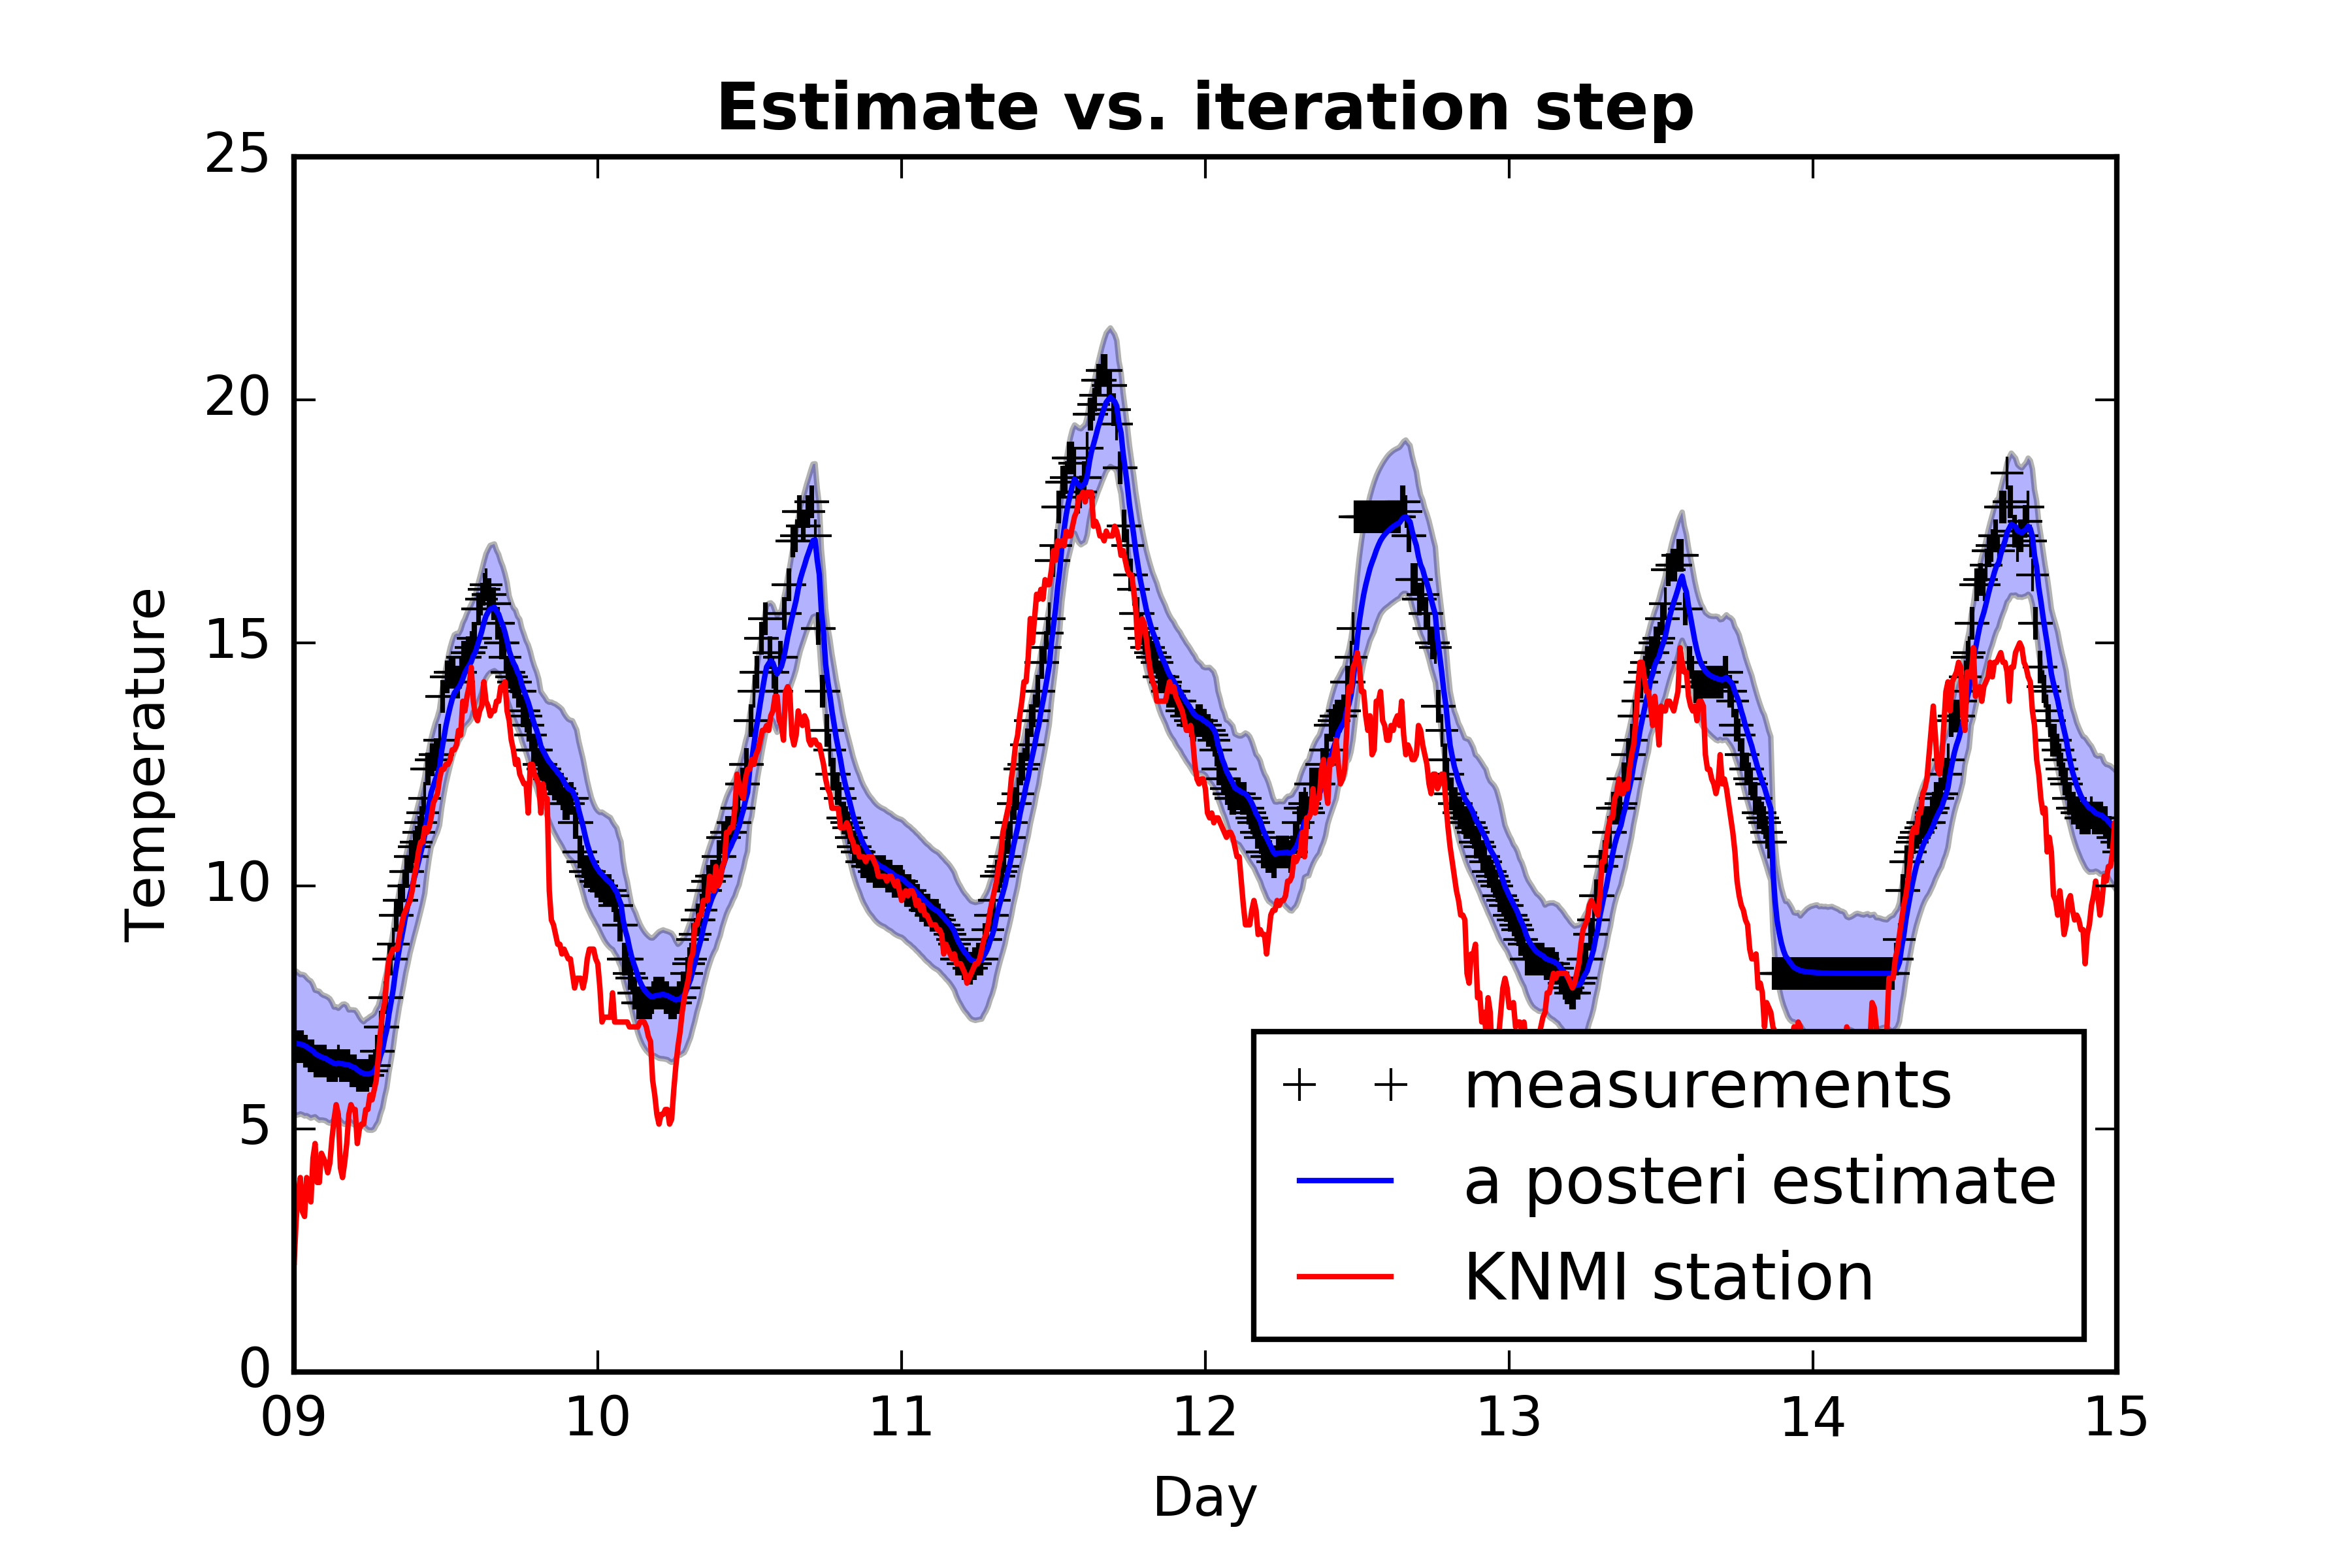 Estimate vs. iteration step
25
20
15
10
5
0
Temperature
09 10 11 12 13 14 15
Day
measurements
a posteri estimate
KNMI station